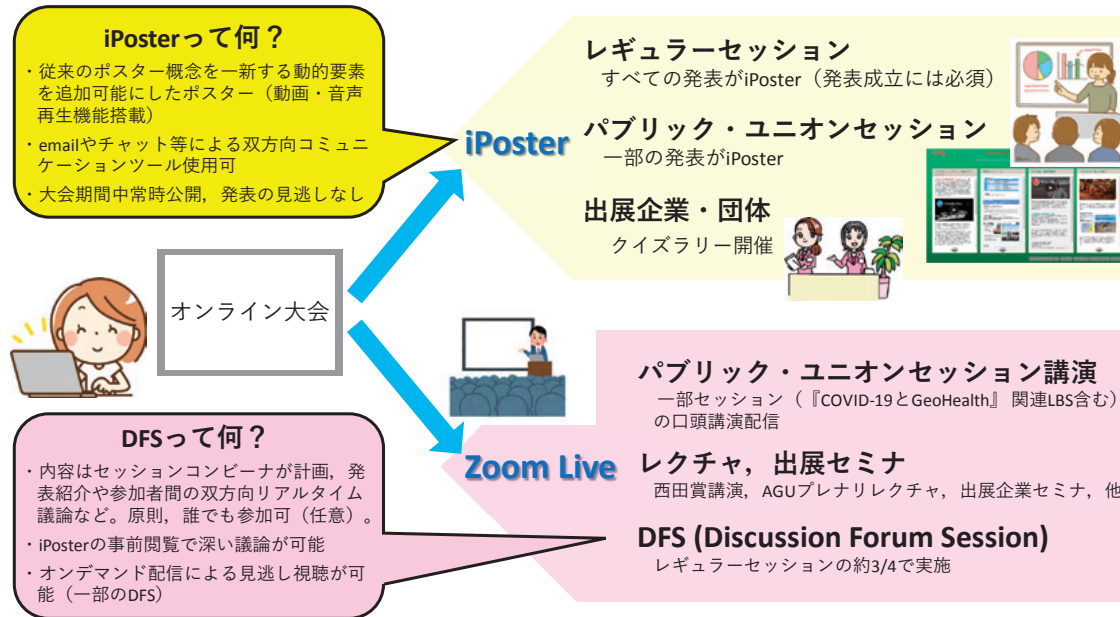 iPosterって何？
・従来のポスター概念を一新する動的要素
を追加可能にしたポスター（動画・音声
再生機能搭載）
・emailやチャット等による双方向コミュニ
ケーションツール使用可
・大会期間中常時公開，発表の見逃しなし
オンライン大会
iPoster
レギュラーセッション
すべての発表がiPoster（発表成立には必須）
パブリック・ユニオンセッション
一部の発表がiPoster
出展企業・団体
クイズラリー開催
DFSって何？
・内容はセッションコンビーナが計画，発
表紹介や参加者間の双方向リアルタイム
議論など。原則，誰でも参加可（任意）。
・iPosterの事前閲覧で深い議論が可能
・オンデマンド配信による見逃し視聴が可
能（一部のDFS）
Zoom Live
パブリック・ユニオンセッション講演
一部セッション（『COVID-19とGeoHealth』 関連LBS含む）
の口頭講演配信
レクチャ，出展セミナ
西田賞講演，AGUプレナリレクチャ，出展企業セミナ，他
DFS (Discussion Forum Session)
レギュラーセッションの約3/4で実施